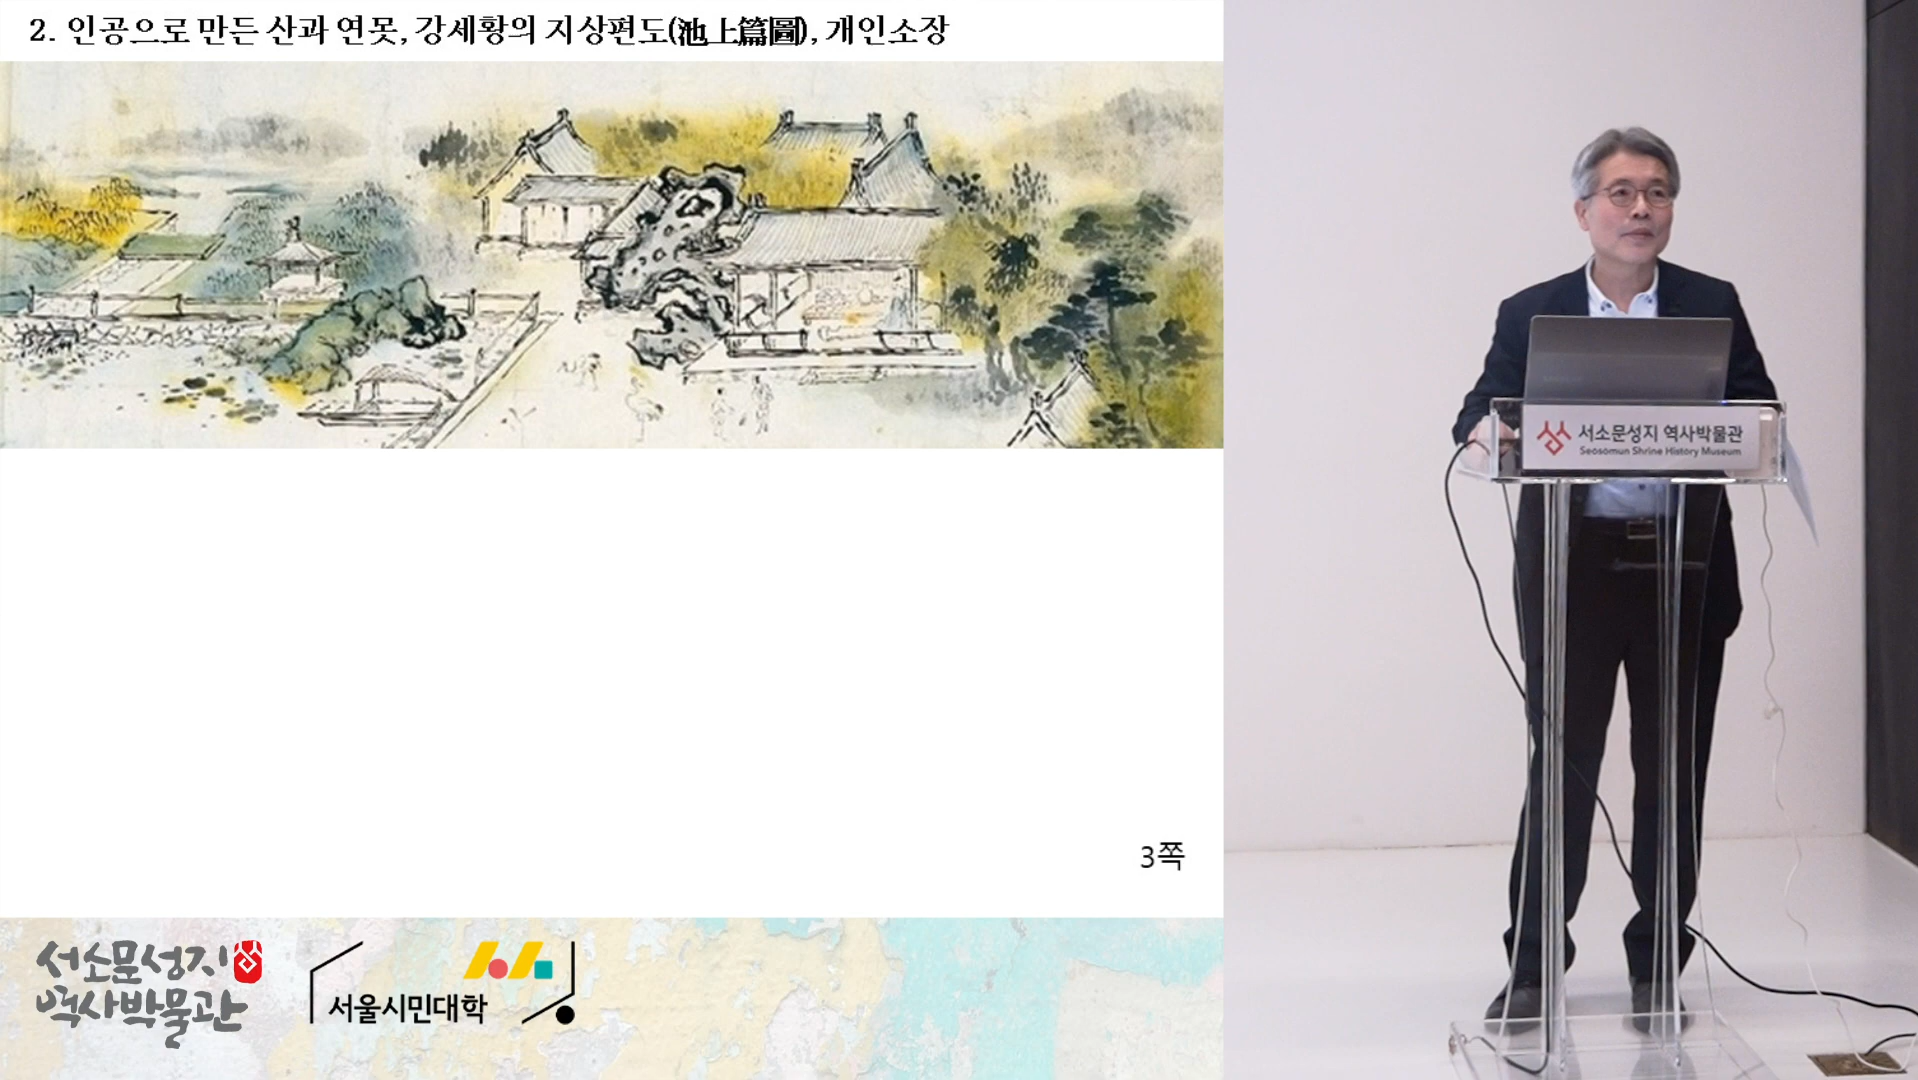 2. 인공으로 만든 산과 연못, 강세황의 지상편도(池上篇圖), 개인소장
서소문성지 역사박물관
Seosomun Shrine History Museum
3쪽
서소문성지
역사박물관
서울시민대학